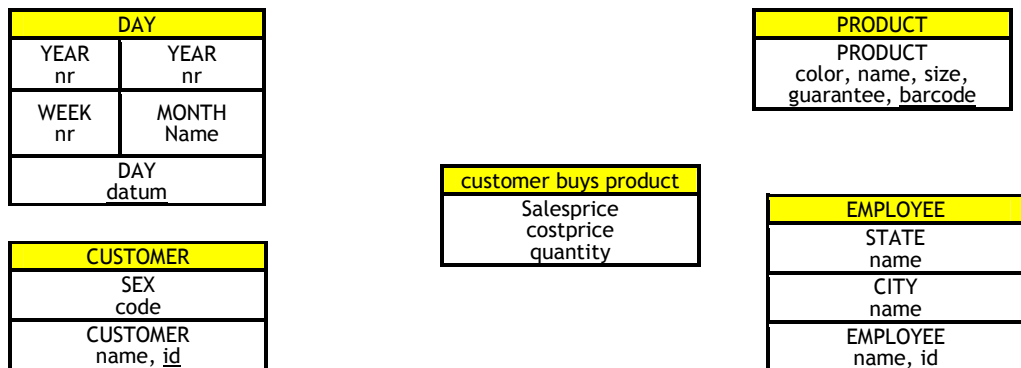 DAY
YEAR YEAR
nr nr
WEEK MONTH
nr Name
DAY
datum
CUSTOMER
SEX
code
CUSTOMER
name, id
customer buys product
Salesprice
costprice
quantity
PRODUCT
PRODUCT
color, name, size,
guarantee, barcode
EMPLOYEE
STATE
name
CITY
name
EMPLOYEE
name, id